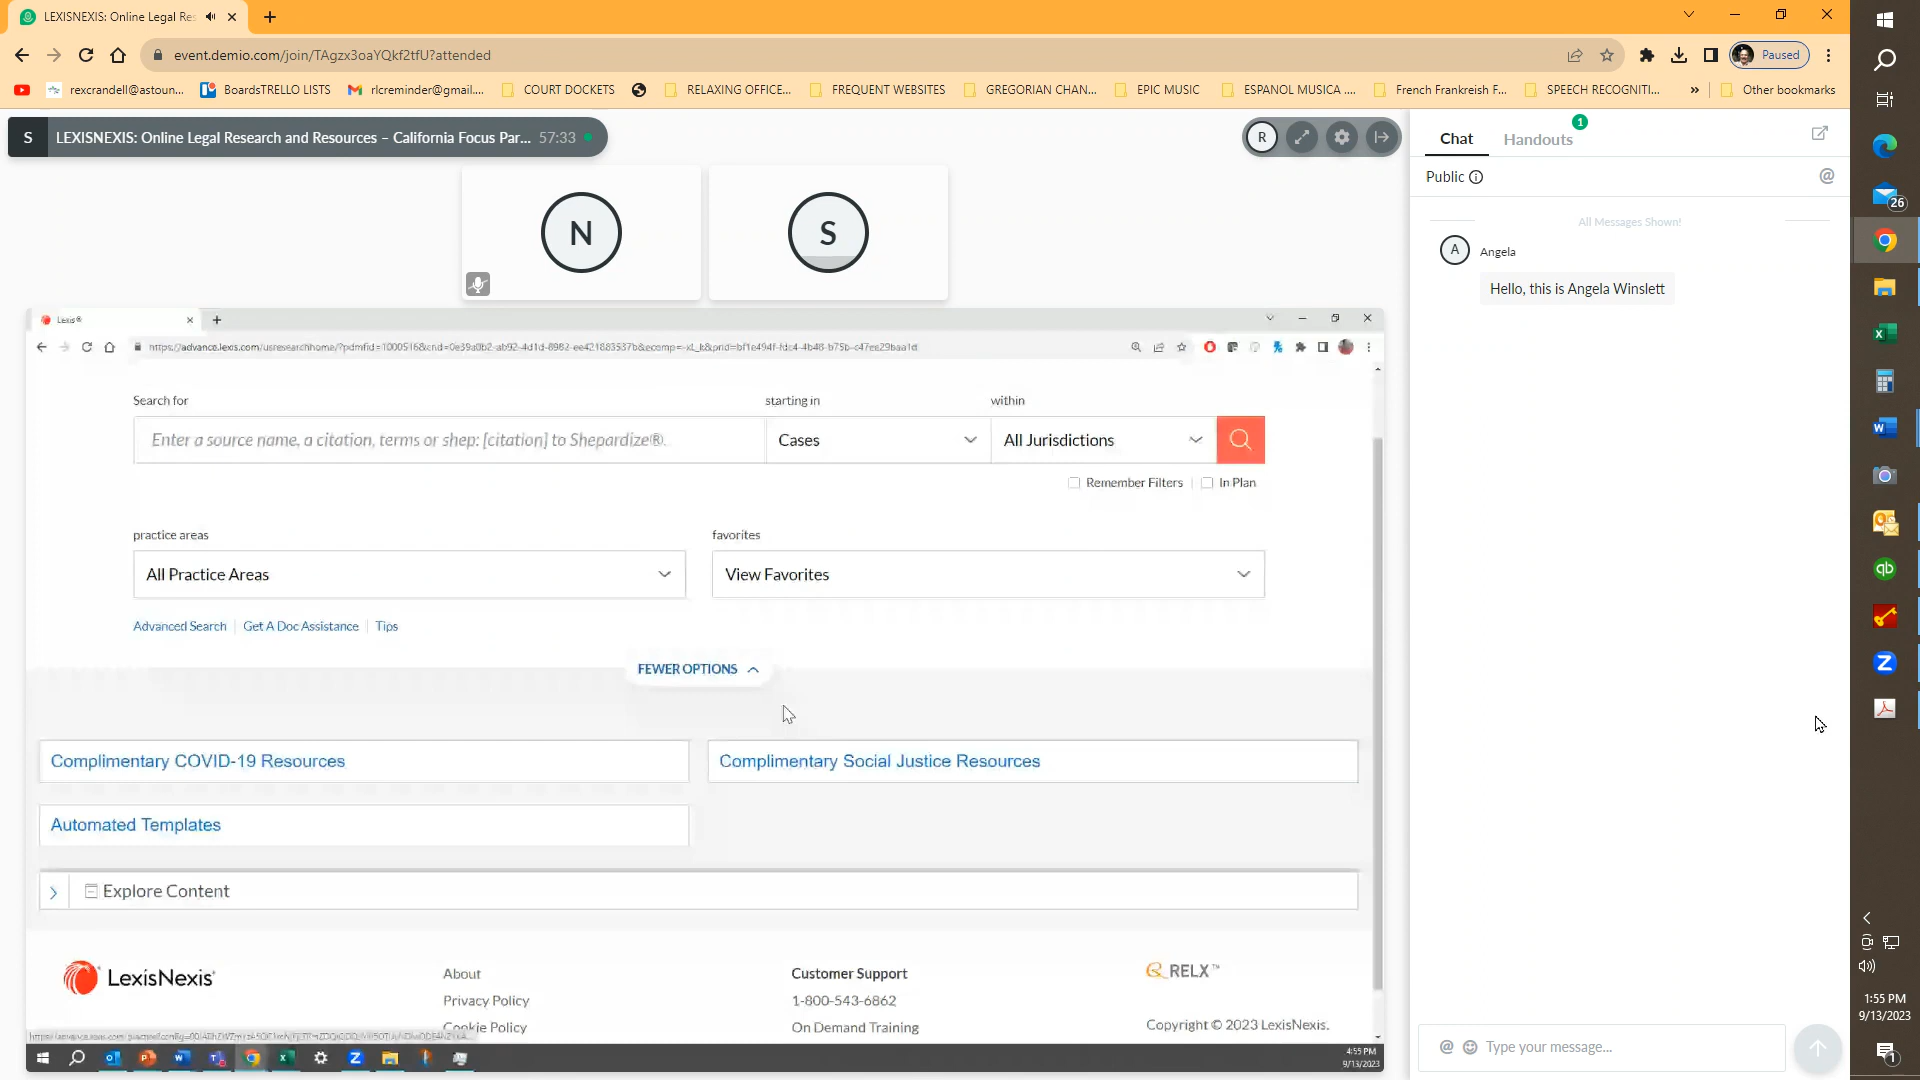 LEXISNEXIS: Online Legal Res
event.demio.com/join/TAgzx3oaYQkf2tfU?attended
Paused
rexcrandell@astoun...
BoardsTRELLO LISTS
rlcreminder@gmail....
COURT DOCKETS
RELAXING OFFICE...
FREQUENT WEBSITES
GREGORIAN CHAN...
EPIC MUSIC
ESPANOL MUSICA ....
French Frankreish F...
SPEECH RECOGNITI...
»
Other bookmarks
S
LEXISNEXIS: Online Legal Research and Resources – California Focus Par...
57:33
R
Chat
Handouts
1
Public
@
All Messages Shown!
A
Angela
Hello, this is Angela Winslett
N
S
Lexis®
Search for
starting in
within
Enter a source name, a citation, terms or shep: [citation] to Shepardize®.
Cases
All Jurisdictions
Remember Filters
In Plan
practice areas
favorites
All Practice Areas
View Favorites
Advanced Search
Get A Doc Assistance
Tips
FEWER OPTIONS
Complimentary COVID-19 Resources
Complimentary Social Justice Resources
Automated Templates
Explore Content
LexisNexis®
About
Privacy Policy
Cookie Policy
Customer Support
1-800-543-6862
On Demand Training
RELX™
Copyright © 2023 LexisNexis.
4:55 PM
9/13/2023
@
Type your message...
26
1:55 PM
9/13/2023
1